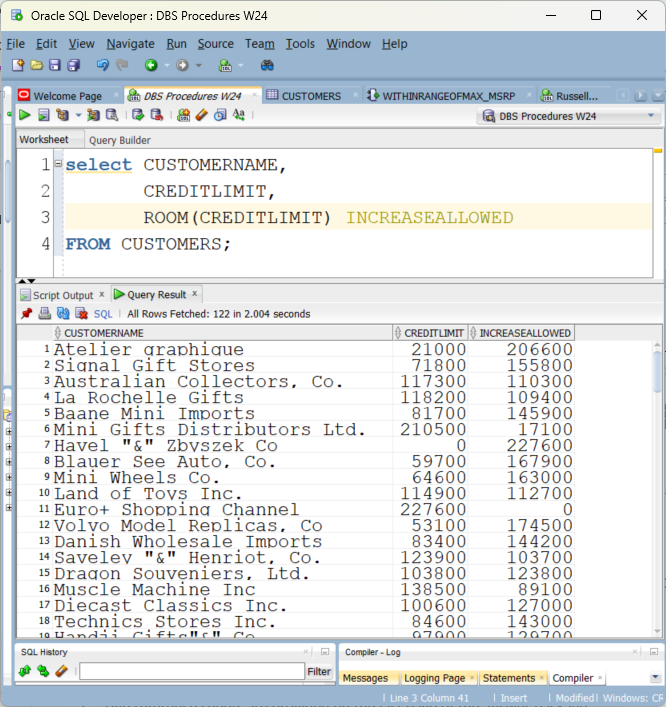 Oracle SQL Developer : DBS Procedures W24
File Edit View Navigate Run Source Team Tools Window Help
Welcome Page DBS Procedures W24 CUSTOMERS WITHINRANGEOFMAX_MSRP Russell...
DBS Procedures W24
Worksheet Query Builder
1 select CUSTOMERNAME,
2 CREDITLIMIT,
3 ROOM(CREDITLIMIT) INCREASEALLOWED
4 FROM CUSTOMERS;
Script Output x Query Result x
SQL | All Rows Fetched: 122 in 2.004 seconds
CUSTOMERNAME CREDITLIMIT INCREASEALLOWED
1 Atelier graphique 21000 206600
2 Signal Gift Stores 71800 155800
3 Australian Collectors, Co. 117300 110300
4 La Rochelle Gifts 118200 109400
5 Baane Mini Imports 81700 145900
6 Mini Gifts Distributors Ltd. 210500 17100
7 Havel "&" Zbyszek Co 0 227600
8 Blauer See Auto, Co. 59700 167900
9 Mini Wheels Co. 64600 163000
10 Land of Toys Inc. 114900 112700
11 Euro+ Shopping Channel 227600 0
12 Volvo Model Replicas, Co 53100 174500
13 Danish Wholesale Imports 83400 144200
14 Saveley "&" Henriot, Co. 123900 103700
15 Dragon Souveniers, Ltd. 103800 123800
16 Muscle Machine Inc 138500 89100
17 Diecast Classics Inc. 100600 127000
18 Technics Stores Inc. 84600 143000
19 Handji Gifts"&" Co 97900 129700
SQL History Compiler - Log
Filter Messages Logging Page Statements Compiler
Line 3 Column 41 | Insert | Modified | Windows: CR